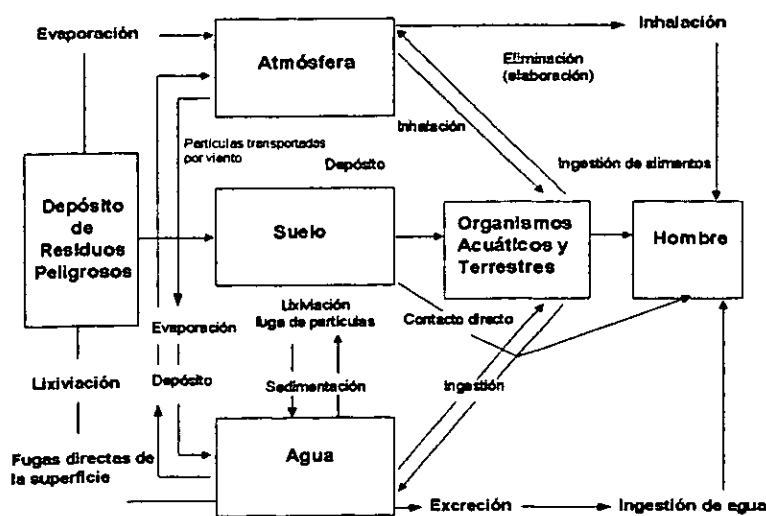 Evaporación
Inhalación
Atmósfera
Eliminación
(elaboración)
Inhalación
Partículas transportadas
por viento
Depósito
Ingestión de alimentos
Depósito
de
Residuos
Peligrosos
Suelo
Organismos
Acuáticos y
Terrestres
Hombre
Lixiviación
fuga de partículas
Contacto directo
Evaporación
Lixiviación
Depósito
Sedimentación
Ingestión
Fugas directas de
la superficie
Agua
Excreción
Ingestión de agua